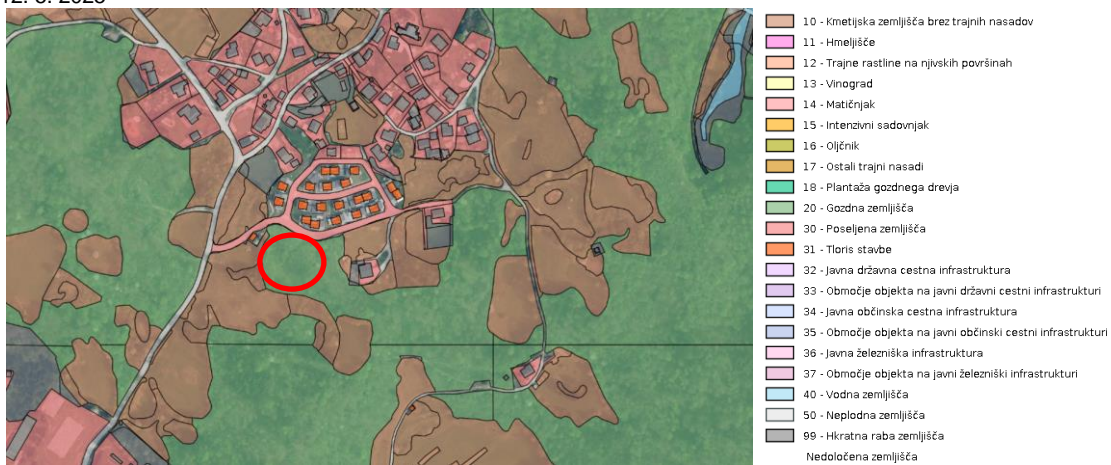 10 - Kmetijska zemljišča brez trajnih nasadov
11 - Hmeljišče
12 - Trajne rastline na njivskih površinah
13 - Vinograd
14 - Matičnjak
15 - Intenzivni sadovnjak
16 - Oljčnik
17 - Ostali trajni nasadi
18 - Plantaža gozdnega drevja
20 - Gozdna zemljišča
30 - Poseljena zemljišča
31 - Tloris stavbe
32 - Javna državna cestna infrastruktura
33 - Območje objekta na javni državni cestni infrastrukturi
34 - Javna občinska cestna infrastruktura
35 - Območje objekta na javni občinski cestni infrastrukturi
36 - Javna železniška infrastruktura
37 - Območje objekta na javni železniški infrastrukturi
40 - Vodna zemljišča
50 - Neplodna zemljišča
99 - Hkratna raba zemljišča
Nedoločena zemljišča